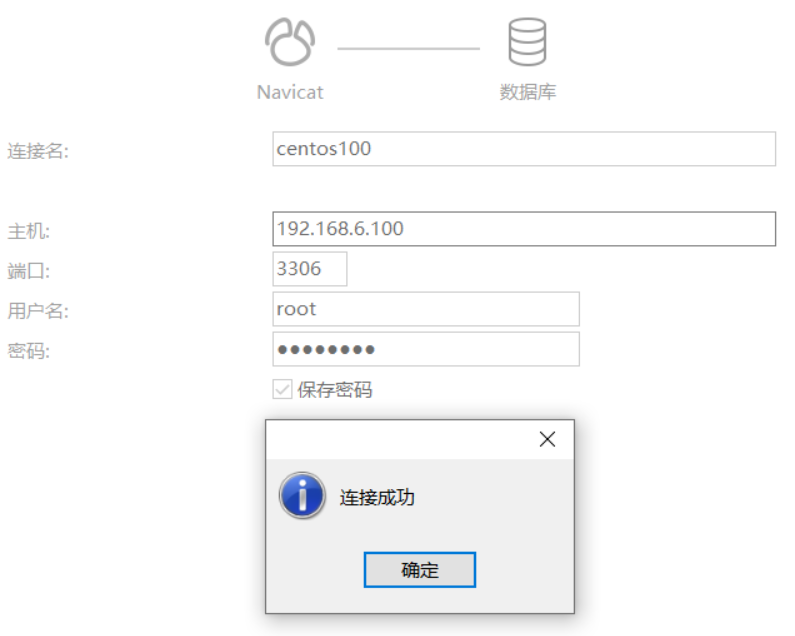 Navicat 数据库
连接名: centos100
主机: 192.168.6.100
端口: 3306
用户名: root
密码: ●●●●●●●●
保存密码
连接成功
确定